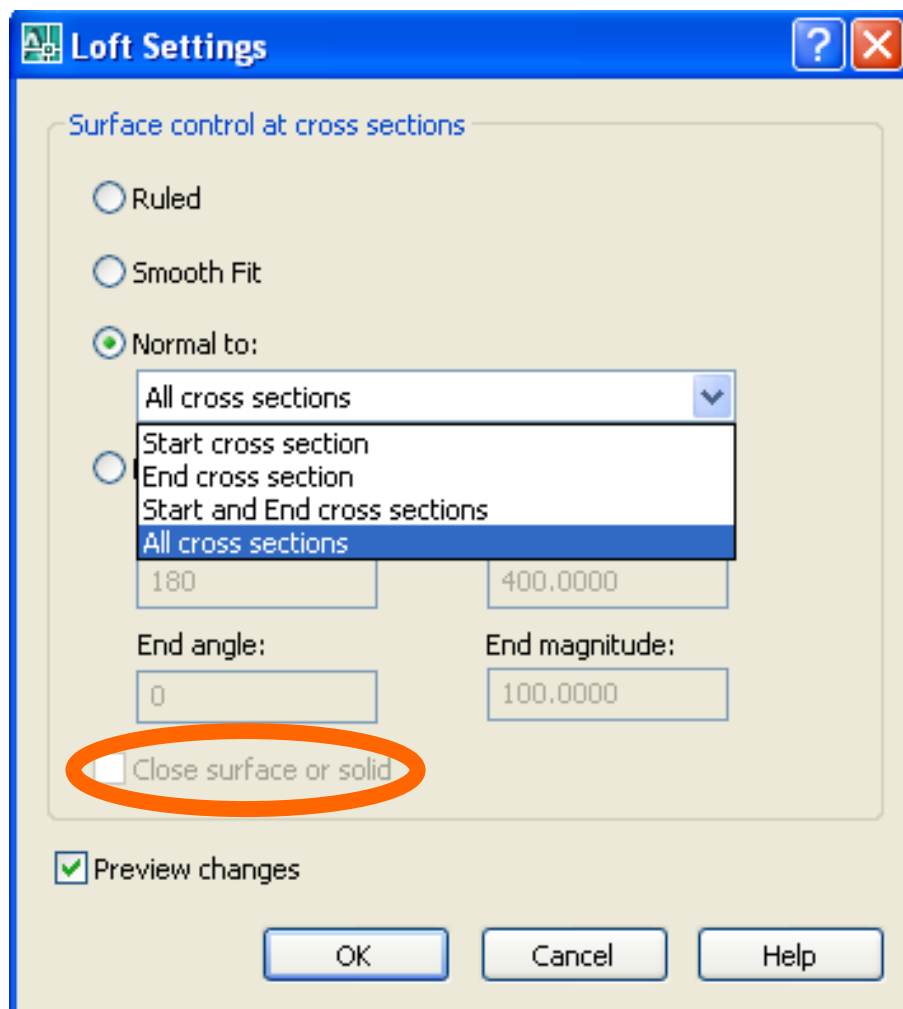 Loft Settings
Surface control at cross sections
Ruled
Smooth Fit
Normal to:
All cross sections
Start cross section
End cross section
Start and End cross sections
All cross sections
180 400.0000
End angle: End magnitude:
0 100.0000
Close surface or solid
Preview changes
OK Cancel Help